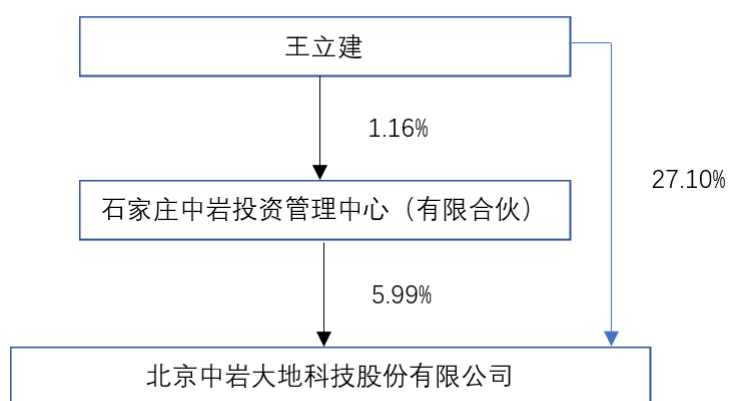 王立建
1.16%
27.10%
石家庄中岩投资管理中心（有限合伙）
5.99%
北京中岩大地科技股份有限公司